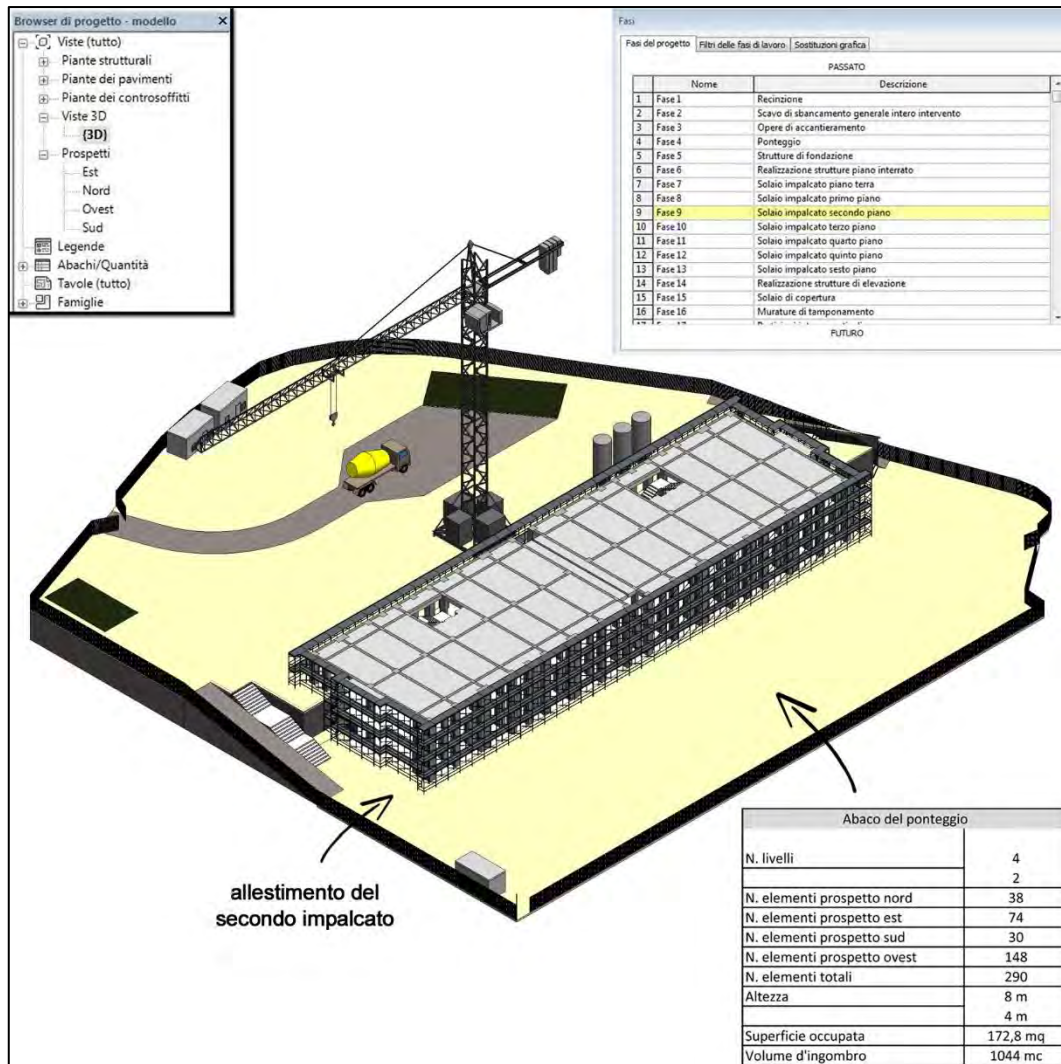 Browser di progetto - modello
Viste (tutto)
Piante strutturali
Piante dei pavimenti
Piante dei controsoffitti
Viste 3D
(3D)
Prospetti
Est
Nord
Ovest
Sud
Legende
Abachi/Quantità
Tavole (tutto)
Famiglie
Fasi
Fasi del progetto Filtri delle fasi di lavoro Sostituzioni grafica
PASSATO
Nome Descrizione
1 Fase 1 Recinzione
2 Fase 2 Scavo di sbancamento generale intero intervento
3 Fase 3 Opere di accantieramento
4 Fase 4 Ponteggio
5 Fase 5 Strutture di fondazione
6 Fase 6 Realizzazione strutture piano interrato
7 Fase 7 Solaio impalcato piano terra
8 Fase 8 Solaio impalcato primo piano
9 Fase 9 Solaio impalcato secondo piano
10 Fase 10 Solaio impalcato terzo piano
11 Fase 11 Solaio impalcato quarto piano
12 Fase 12 Solaio impalcato quinto piano
13 Fase 13 Solaio impalcato sesto piano
14 Fase 14 Realizzazione strutture di elevazione
15 Fase 15 Solaio di copertura
16 Fase 16 Murature di tamponamento
FUTURO
allestimento del
secondo impalcato
Abaco del ponteggio
N. livelli 4
2
N. elementi prospetto nord 38
N. elementi prospetto est 74
N. elementi prospetto sud 30
N. elementi prospetto ovest 148
N. elementi totali 290
Altezza 8 m
4 m
Superficie occupata 172,8 mq
Volume d'ingombro 1044 mc